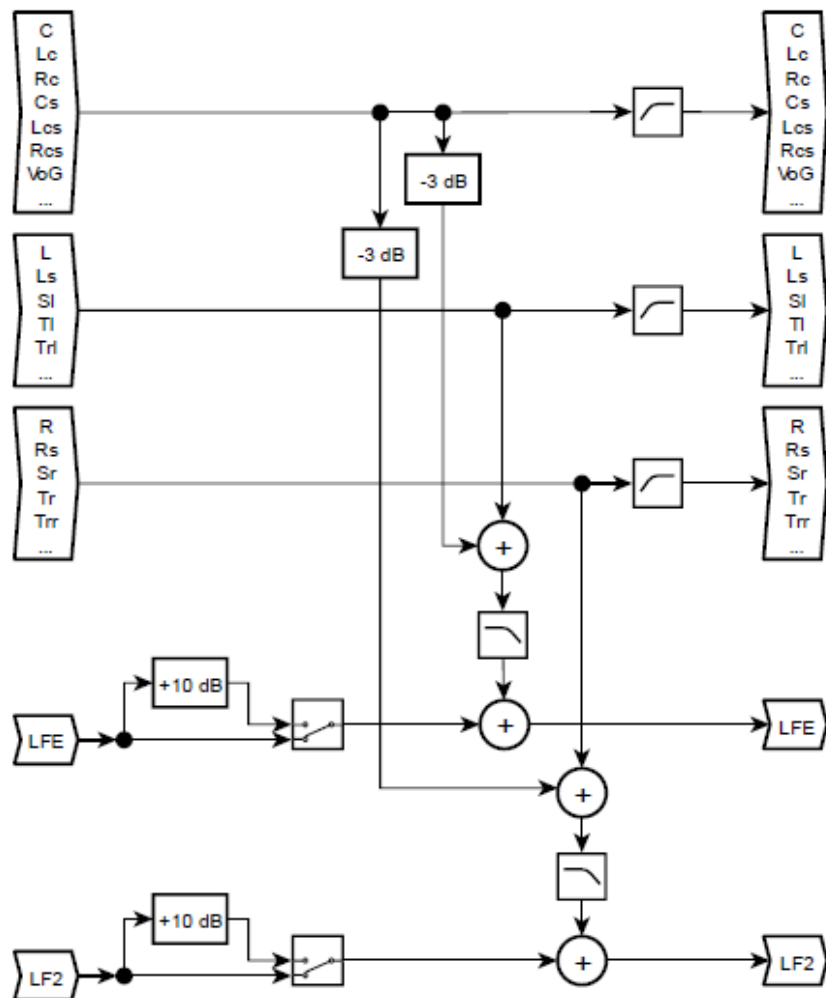 C
Lc
Rc
Cs
Lcs
Rcs
VoG
...
C
Lc
Rc
Cs
Lcs
Rcs
VoG
...
-3 dB
-3 dB
L
Ls
Sl
Tl
Trl
...
L
Ls
Sl
Tl
Trl
...
R
Rs
Sr
Tr
Trr
...
R
Rs
Sr
Tr
Trr
...
+
+10 dB
LFE
+
LFE
+
+10 dB
LF2
+
LF2